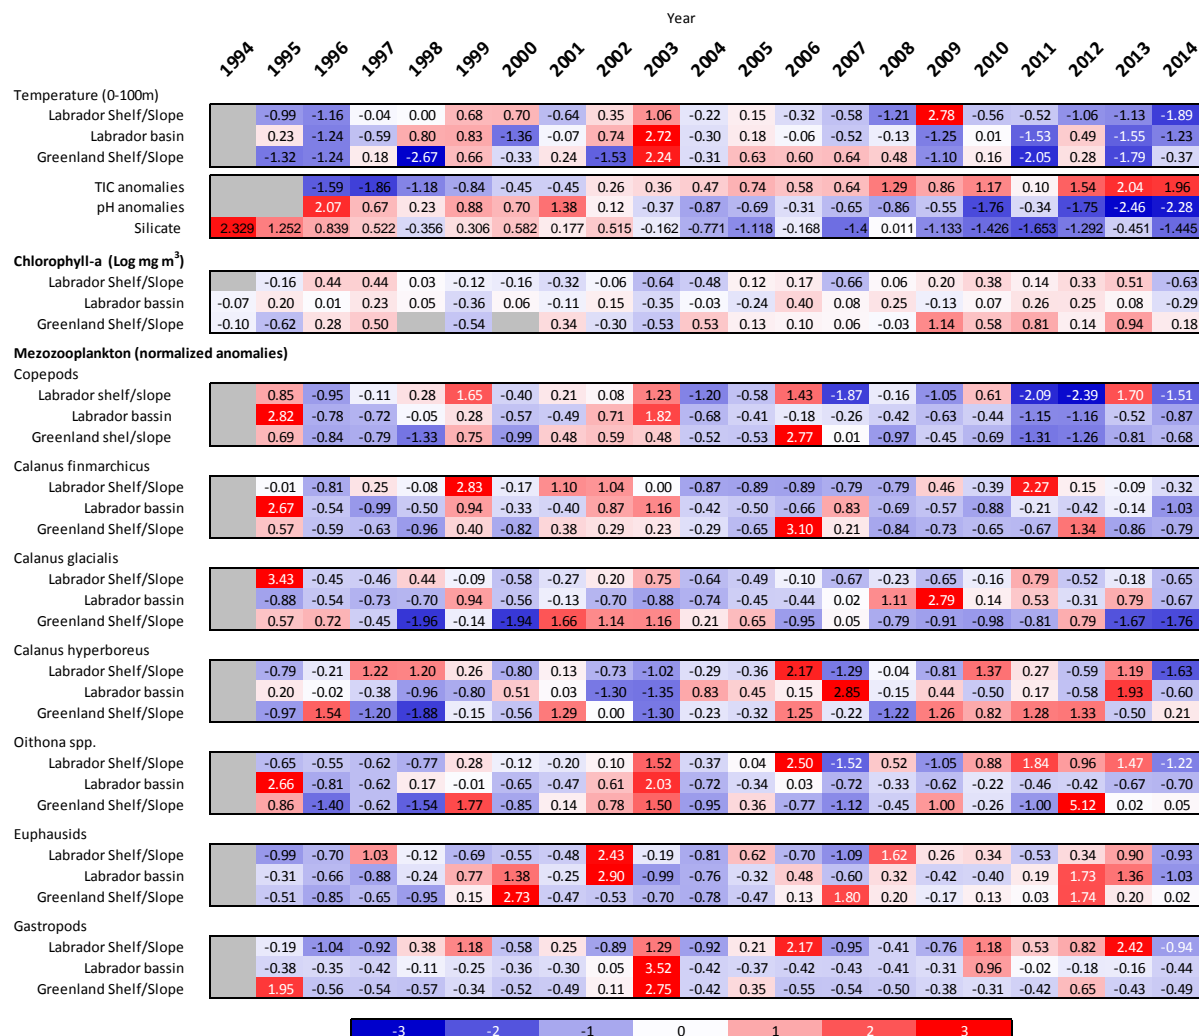 Year
1994 1995 1996 1997 1998 1999 2000 2001 2002 2003 2004 2005 2006 2007 2008 2009 2010 2011 2012 2013 2014
Temperature (0-100m)
Labrador Shelf/Slope -0.99 -1.16 -0.04 0.00 0.68 0.70 -0.64 0.35 1.06 -0.22 0.15 -0.32 -0.58 -1.21 2.78 -0.56 -0.52 -1.06 -1.13 -1.89
Labrador basin 0.23 -1.24 -0.59 0.80 0.83 -1.36 -0.07 0.74 2.72 -0.30 0.18 -0.06 -0.52 -0.13 -1.25 0.01 -1.53 0.49 -1.55 -1.23
Greenland Shelf/Slope -1.32 -1.24 0.18 -2.67 0.66 -0.33 0.24 -1.53 2.24 -0.31 0.63 0.60 0.64 0.48 -1.10 0.16 -2.05 0.28 -1.79 -0.37
TIC anomalies -1.59 -1.86 -1.18 -0.84 -0.45 -0.45 0.26 0.36 0.47 0.74 0.58 0.64 1.29 0.86 1.17 0.10 1.54 2.04 1.96
pH anomalies 2.07 0.67 0.23 0.88 0.70 1.38 0.12 -0.37 -0.87 -0.69 -0.31 -0.65 -0.86 -0.55 -1.76 -0.34 -1.75 -2.46 -2.28
Silicate 2.329 1.252 0.839 0.522 -0.356 0.306 0.582 0.177 0.515 -0.162 -0.771 -1.118 -0.168 -1.4 0.011 -1.133 -1.426 -1.653 -1.292 -0.451 -1.445
Chlorophyll-a (Log mg m³)
Labrador Shelf/Slope -0.16 0.44 0.44 0.03 -0.12 -0.16 -0.32 -0.06 -0.64 -0.48 0.12 0.17 -0.66 0.06 0.20 0.38 0.14 0.33 0.51 -0.63
Labrador bassin -0.07 0.20 0.01 0.23 0.05 -0.36 0.06 -0.11 0.15 -0.35 -0.03 -0.24 0.40 0.08 0.25 -0.13 0.07 0.26 0.25 0.08 -0.29
Greenland Shelf/Slope -0.10 -0.62 0.28 0.50 -0.54 0.34 -0.30 -0.53 0.53 0.13 0.10 0.06 -0.03 1.14 0.58 0.81 0.14 0.94 0.18
Mezozooplankton (normalized anomalies)
Copepods
Labrador shelf/slope 0.85 -0.95 -0.11 0.28 1.65 -0.40 0.21 0.08 1.23 -1.20 -0.58 1.43 -1.87 -0.16 -1.05 0.61 -2.09 -2.39 1.70 -1.51
Labrador bassin 2.82 -0.78 -0.72 -0.05 0.28 -0.57 -0.49 0.71 1.82 -0.68 -0.41 -0.18 -0.26 -0.42 -0.63 -0.44 -1.15 -1.16 -0.52 -0.87
Greenland shel/slope 0.69 -0.84 -0.79 -1.33 0.75 -0.99 0.48 0.59 0.48 -0.52 -0.53 2.77 0.01 -0.97 -0.45 -0.69 -1.31 -1.26 -0.81 -0.68
Calanus finmarchicus
Labrador Shelf/Slope -0.01 -0.81 0.25 -0.08 2.83 -0.17 1.10 1.04 0.00 -0.87 -0.89 -0.89 -0.79 -0.79 0.46 -0.39 2.27 0.15 -0.09 -0.32
Labrador bassin 2.67 -0.54 -0.99 -0.50 0.94 -0.33 -0.40 0.87 1.16 -0.42 -0.50 -0.66 0.83 -0.69 -0.57 -0.88 -0.21 -0.42 -0.14 -1.03
Greenland Shelf/Slope 0.57 -0.59 -0.63 -0.96 0.40 -0.82 0.38 0.29 0.23 -0.29 -0.65 3.10 0.21 -0.84 -0.73 -0.65 -0.67 1.34 -0.86 -0.79
Calanus glacialis
Labrador Shelf/Slope 3.43 -0.45 -0.46 0.44 -0.09 -0.58 -0.27 0.20 0.75 -0.64 -0.49 -0.10 -0.67 -0.23 -0.65 -0.16 0.79 -0.52 -0.18 -0.65
Labrador bassin -0.88 -0.54 -0.73 -0.70 0.94 -0.56 -0.13 -0.70 -0.88 -0.74 -0.45 -0.44 0.02 1.11 2.79 0.14 0.53 -0.31 0.79 -0.67
Greenland Shelf/Slope 0.57 0.72 -0.45 -1.96 -0.14 -1.94 1.66 1.14 1.16 0.21 0.65 -0.95 0.05 -0.79 -0.91 -0.98 -0.81 0.79 -1.67 -1.76
Calanus hyperboreus
Labrador Shelf/Slope -0.79 -0.21 1.22 1.20 0.26 -0.80 0.13 -0.73 -1.02 -0.29 -0.36 2.17 -1.29 -0.04 -0.81 1.37 0.27 -0.59 1.19 -1.63
Labrador bassin 0.20 -0.02 -0.38 -0.96 -0.80 0.51 0.03 -1.30 -1.35 0.83 0.45 0.15 2.85 -0.15 0.44 -0.50 0.17 -0.58 1.93 -0.60
Greenland Shelf/Slope -0.97 1.54 -1.20 -1.88 -0.15 -0.56 1.29 0.00 -1.30 -0.23 -0.32 1.25 -0.22 -1.22 1.26 0.82 1.28 1.33 -0.50 0.21
Oithona spp.
Labrador Shelf/Slope -0.65 -0.55 -0.62 -0.77 0.28 -0.12 -0.20 0.10 1.52 -0.37 0.04 2.50 -1.52 0.52 -1.05 0.88 1.84 0.96 1.47 -1.22
Labrador bassin 2.66 -0.81 -0.62 0.17 -0.01 -0.65 -0.47 0.61 2.03 -0.72 -0.34 0.03 -0.72 -0.33 -0.62 -0.22 -0.46 -0.42 -0.67 -0.70
Greenland Shelf/Slope 0.86 -1.40 -0.62 -1.54 1.77 -0.85 0.14 0.78 1.50 -0.95 0.36 -0.77 -1.12 -0.45 1.00 -0.26 -1.00 5.12 0.02 0.05
Euphausids
Labrador Shelf/Slope -0.99 -0.70 1.03 -0.12 -0.69 -0.55 -0.48 2.43 -0.19 -0.81 0.62 -0.70 -1.09 1.62 0.26 0.34 -0.53 0.34 0.90 -0.93
Labrador bassin -0.31 -0.66 -0.88 -0.24 0.77 1.38 -0.25 2.90 -0.99 -0.76 -0.32 0.48 -0.60 0.32 -0.42 -0.40 0.19 1.73 1.36 -1.03
Greenland Shelf/Slope -0.51 -0.85 -0.65 -0.95 0.15 2.73 -0.47 -0.53 -0.70 -0.78 -0.47 0.13 1.80 0.20 -0.17 0.13 0.03 1.74 0.20 0.02
Gastropods
Labrador Shelf/Slope -0.19 -1.04 -0.92 0.38 1.18 -0.58 0.25 -0.89 1.29 -0.92 0.21 2.17 -0.95 -0.41 -0.76 1.18 0.53 0.82 2.42 -0.94
Labrador bassin -0.38 -0.35 -0.42 -0.11 -0.25 -0.36 -0.30 0.05 3.52 -0.42 -0.37 -0.42 -0.43 -0.41 -0.31 0.96 -0.02 -0.18 -0.16 -0.44
Greenland Shelf/Slope 1.95 -0.56 -0.54 -0.57 -0.34 -0.52 -0.49 0.11 2.75 -0.42 0.35 -0.55 -0.54 -0.50 -0.38 -0.31 -0.42 0.65 -0.43 -0.49
-3 -2 -1 0 1 2 3